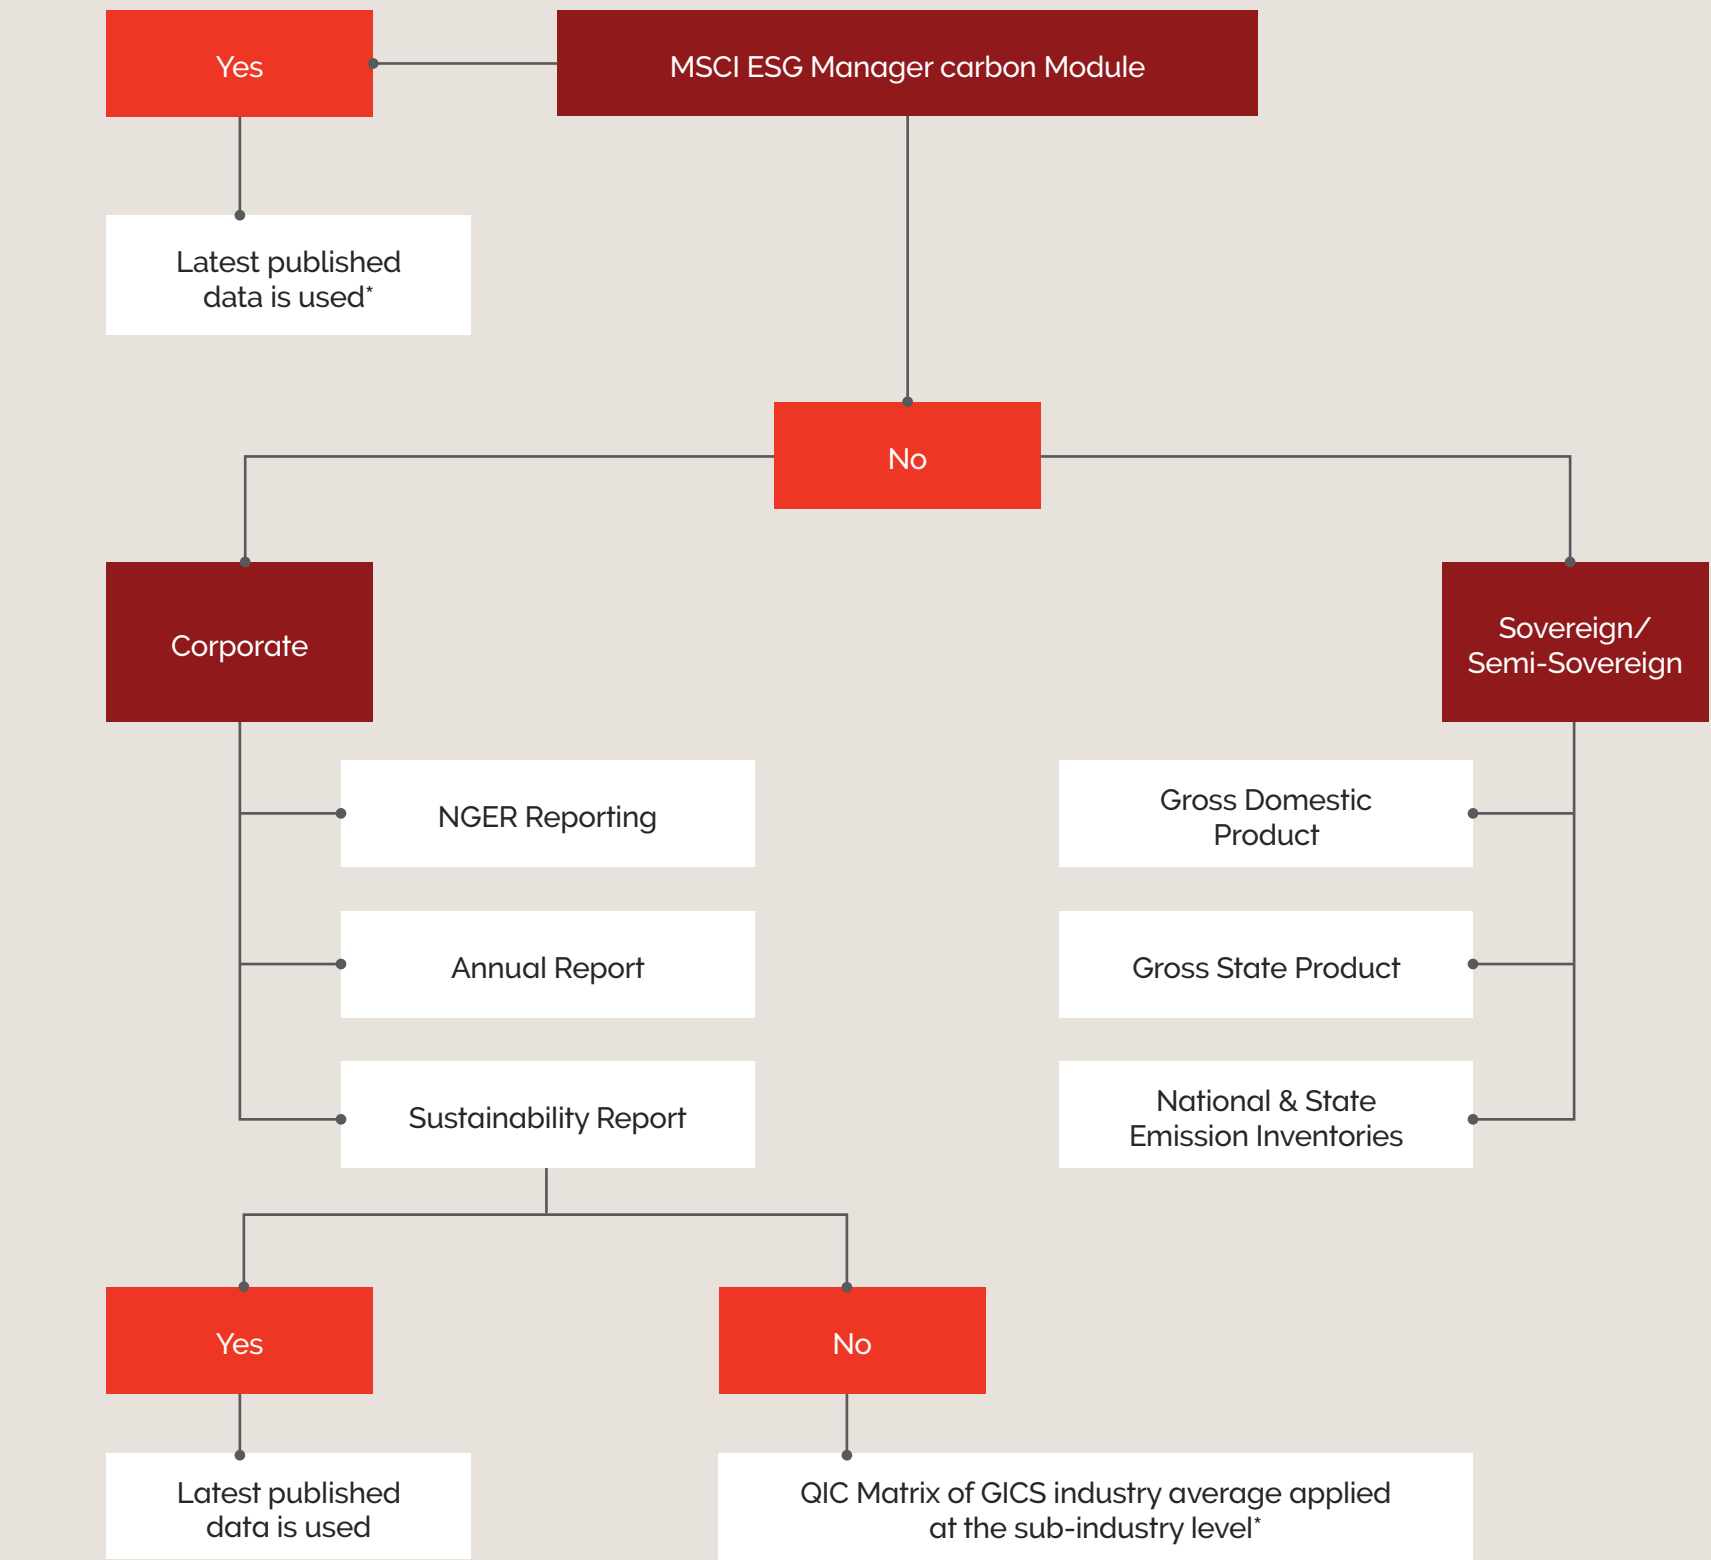 Yes
MSCI ESG Manager carbon Module
Latest published
data is used*
No
Corporate
Sovereign/
Semi-Sovereign
NGER Reporting
Gross Domestic
Product
Annual Report
Gross State Product
Sustainability Report
National & State
Emission Inventories
Yes
No
Latest published
data is used
QIC Matrix of GICS industry average applied
at the sub-industry level*